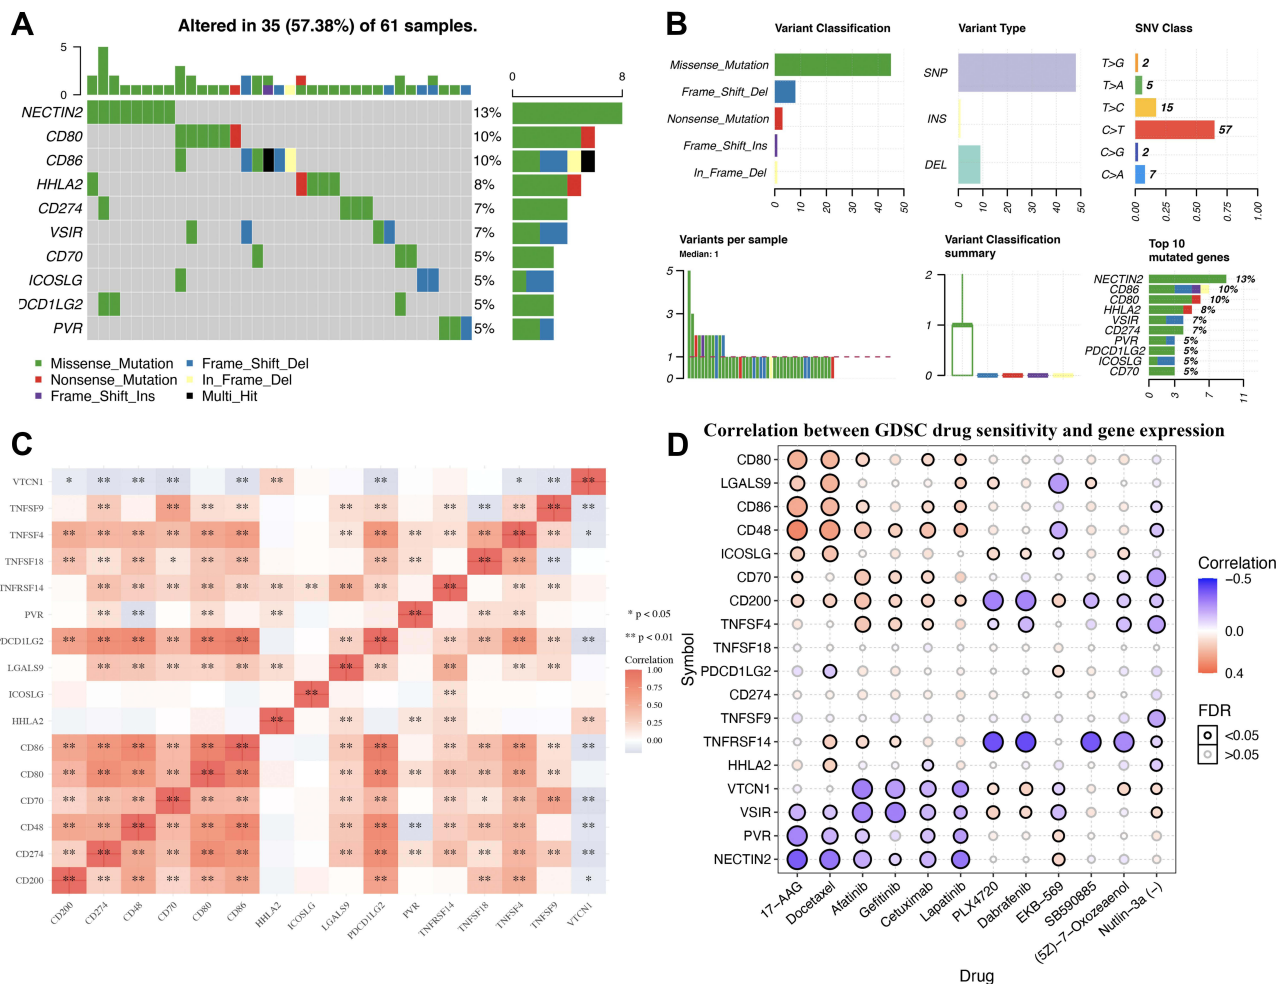 A
Altered in 35 (57.38%) of 61 samples.
5
0
0 8
NECTIN2 13%
CD80 10%
CD86 10%
HHLA2 8%
CD274 7%
VSIR 7%
CD70 5%
ICOSLG 5%
DCD1LG2 5%
PVR 5%
Missense_Mutation Frame_Shift_Del
Nonsense_Mutation In_Frame_Del
Frame_Shift_Ins Multi_Hit
B
Variant Classification
Missense_Mutation
Frame_Shift_Del
Nonsense_Mutation
Frame_Shift_Ins
In_Frame_Del
0 10 20 30 40 50
Variant Type
SNP
INS
DEL
0 10 20 30 40 50
SNV Class
T>G 2
T>A 5
T>C 15
C>T 57
C>G 2
C>A 7
0.00 0.25 0.50 0.75 1.00
Variants per sample
Median: 1
5
3
1
0
Variant Classification
summary
2
1
0
Top 10
mutated genes
NECTIN2 13%
CD86 10%
CD80 10%
HHLA2 8%
VSIR 7%
CD274 7%
PVR 5%
PDCD1LG2 5%
ICOSLG 5%
CD70 5%
0 3 7 11
C
VTCN1 * ** ** ** ** ** ** * ** **
TNFSF9 ** ** ** ** ** ** ** ** ** ** **
TNFSF4 ** ** ** ** ** ** ** ** ** ** ** ** *
TNFSF18 ** ** ** * ** ** ** ** ** ** **
TNFRSF14 ** ** ** ** ** ** ** ** ** ** ** ** **
PVR ** ** ** ** ** ** **
PDCD1LG2 ** ** ** ** ** ** ** ** ** ** ** ** **
LGALS9 ** ** ** ** ** ** ** ** ** ** **
ICOSLG ** **
HHLA2 ** ** ** ** **
CD86 ** ** ** ** ** ** ** ** ** ** ** ** **
CD80 ** ** ** ** ** ** ** ** ** ** ** ** ** **
CD70 ** ** ** ** ** ** ** ** ** * ** **
CD48 ** ** ** ** ** ** ** ** ** ** ** ** **
CD274 ** ** ** ** ** ** ** ** ** ** ** ** ** **
CD200 ** ** ** ** ** ** ** ** ** *
CD200 CD274 CD48 CD70 CD80 CD86 HHLA2 ICOSLG LGALS9 PDCD1LG2 PVR TNFRSF14 TNFSF18 TNFSF4 TNFSF9 VTCN1
* p < 0.05
** p < 0.01
Correlation
1.00
0.75
0.50
0.25
0.00
D
Correlation between GDSC drug sensitivity and gene expression
Symbol
CD80
LGALS9
CD86
CD48
ICOSLG
CD70
CD200
TNFSF4
TNFSF18
PDCD1LG2
CD274
TNFSF9
TNFRSF14
HHLA2
VTCN1
VSIR
PVR
NECTIN2
17−AAG Docetaxel Afatinib Gefitinib Cetuximab Lapatinib PLX4720 Dabrafenib EKB−569 SB590885 (5Z)−7−Oxozeaenol Nutlin−3a (−)
Drug
Correlation
−0.5
0.0
0.4
FDR
<0.05
>0.05